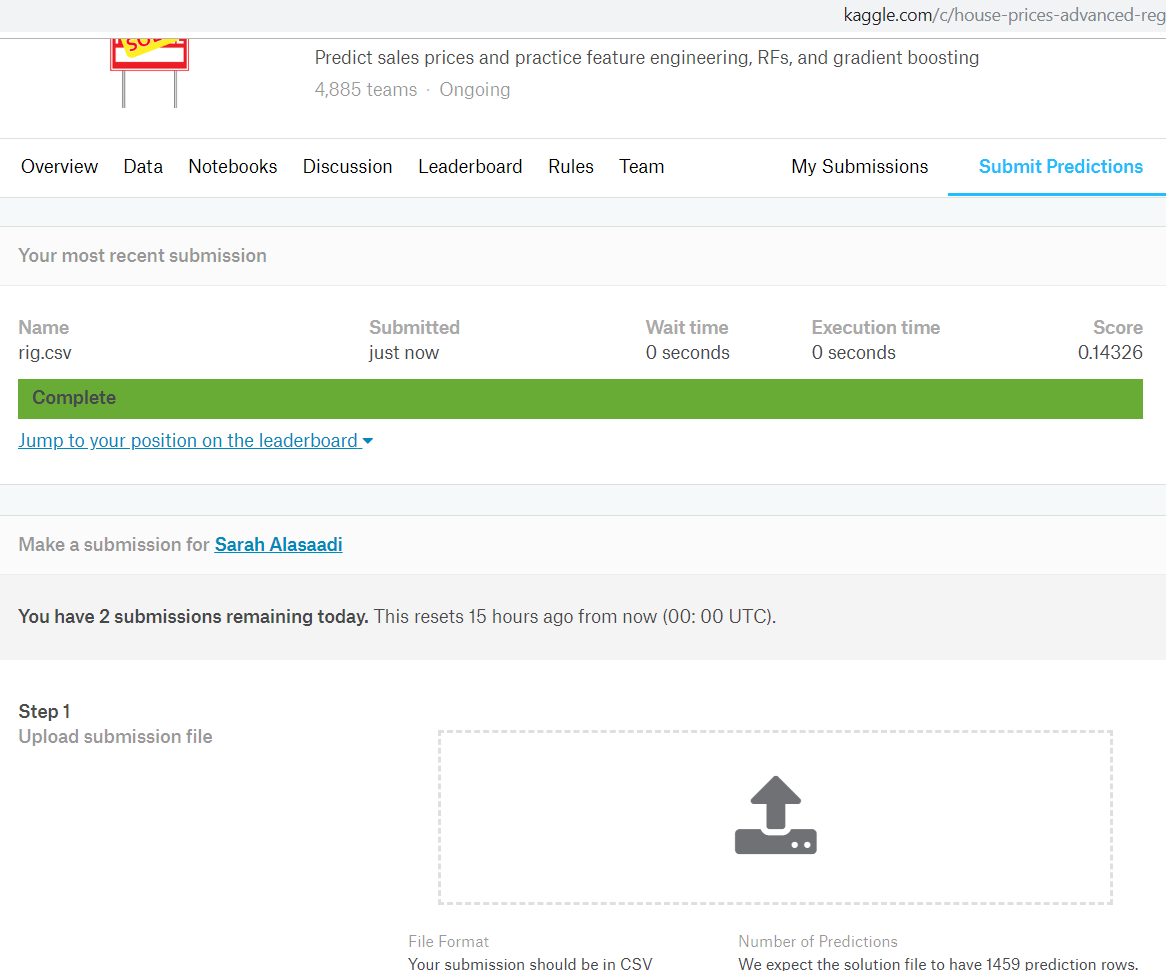 kaggle.com/c/house-prices-advanced-reg
SOLD
Predict sales prices and practice feature engineering, RFs, and gradient boosting
4,885 teams · Ongoing
Overview Data Notebooks Discussion Leaderboard Rules Team My Submissions Submit Predictions
Your most recent submission
Name Submitted Wait time Execution time Score
rig.csv just now 0 seconds 0 seconds 0.14326
Complete
Jump to your position on the leaderboard
Make a submission for Sarah Alasaadi
You have 2 submissions remaining today. This resets 15 hours ago from now (00: 00 UTC).
Step 1
Upload submission file
File Format Number of Predictions
Your submission should be in CSV We expect the solution file to have 1459 prediction rows.